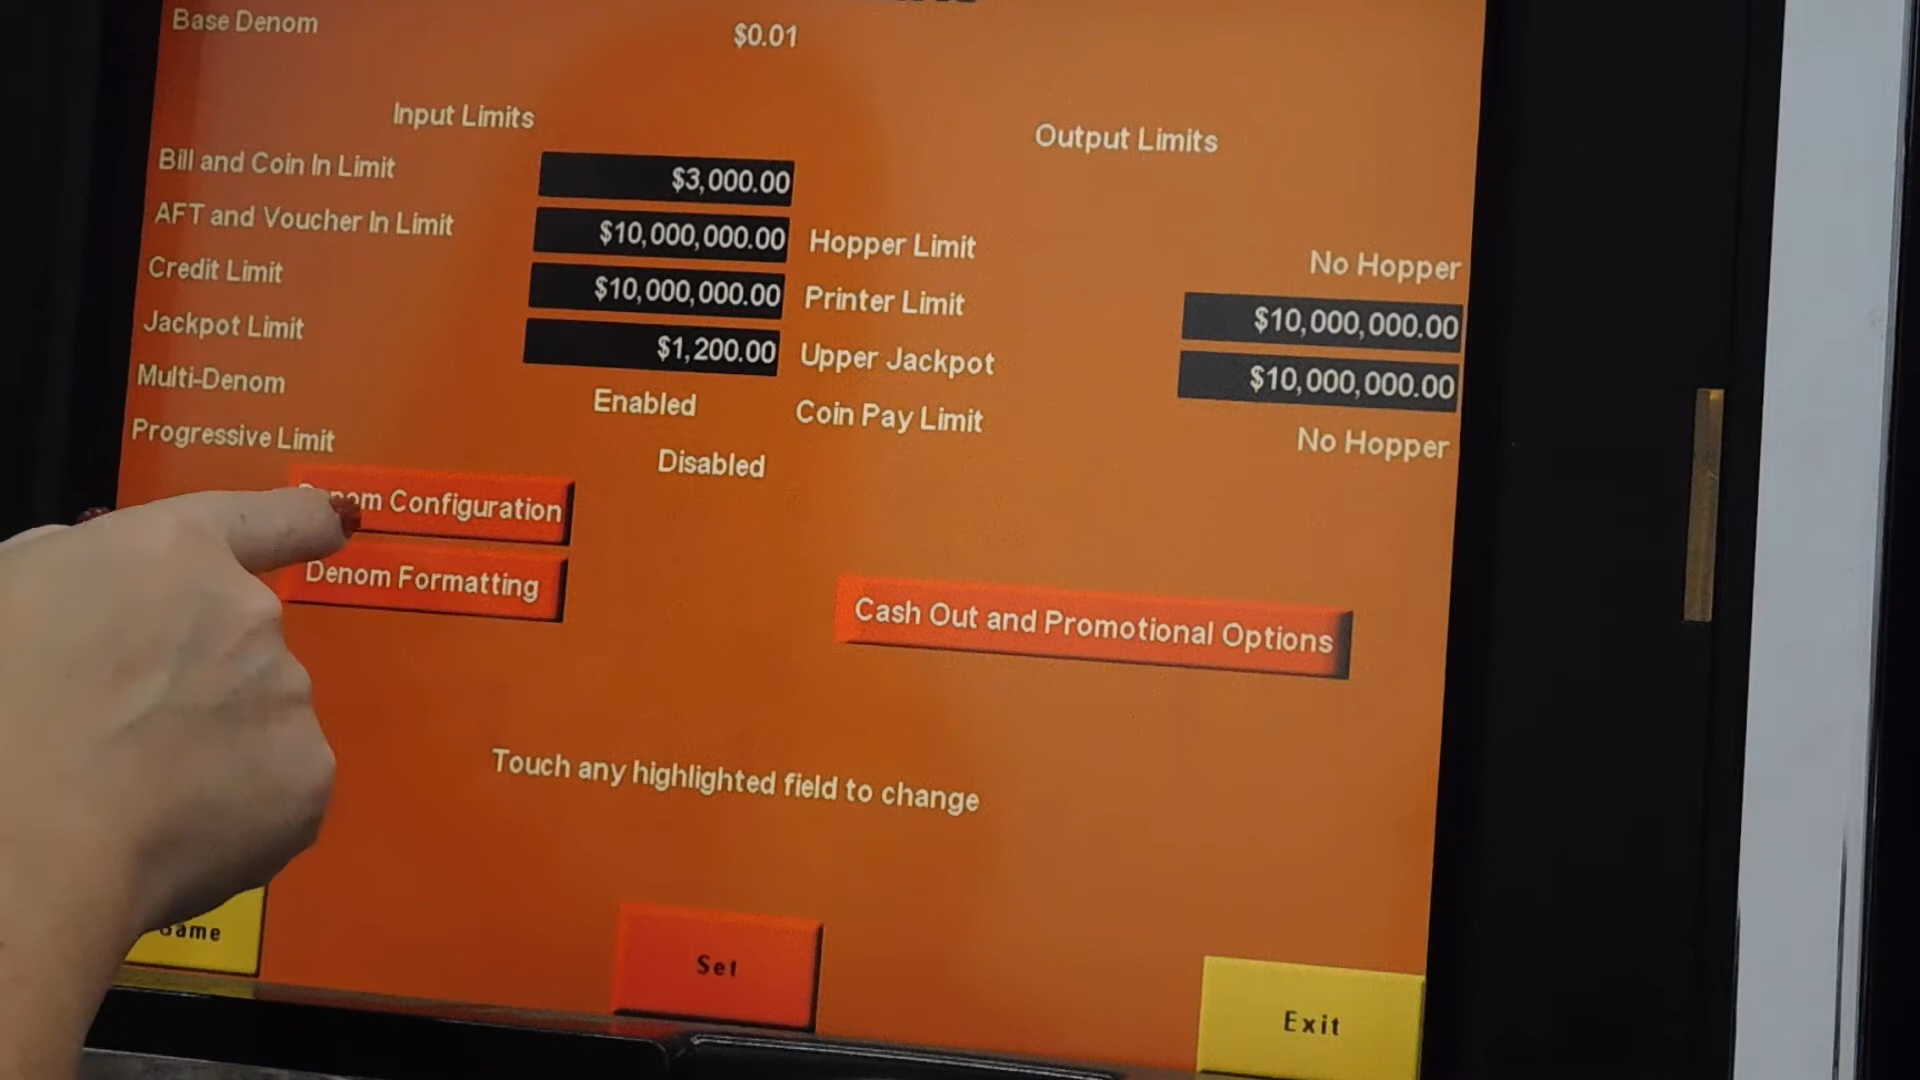 Base Denom $0.01
Input Limits
Output Limits
Bill and Coin In Limit $3,000.00
AFT and Voucher In Limit $10,000,000.00
Hopper Limit No Hopper
Credit Limit $10,000,000.00
Printer Limit $10,000,000.00
Jackpot Limit $1,200.00
Upper Jackpot $10,000,000.00
Multi-Denom Enabled
Coin Pay Limit No Hopper
Progressive Limit Disabled
Denom Configuration
Denom Formatting
Cash Out and Promotional Options
Touch any highlighted field to change
Game
Set
Exit